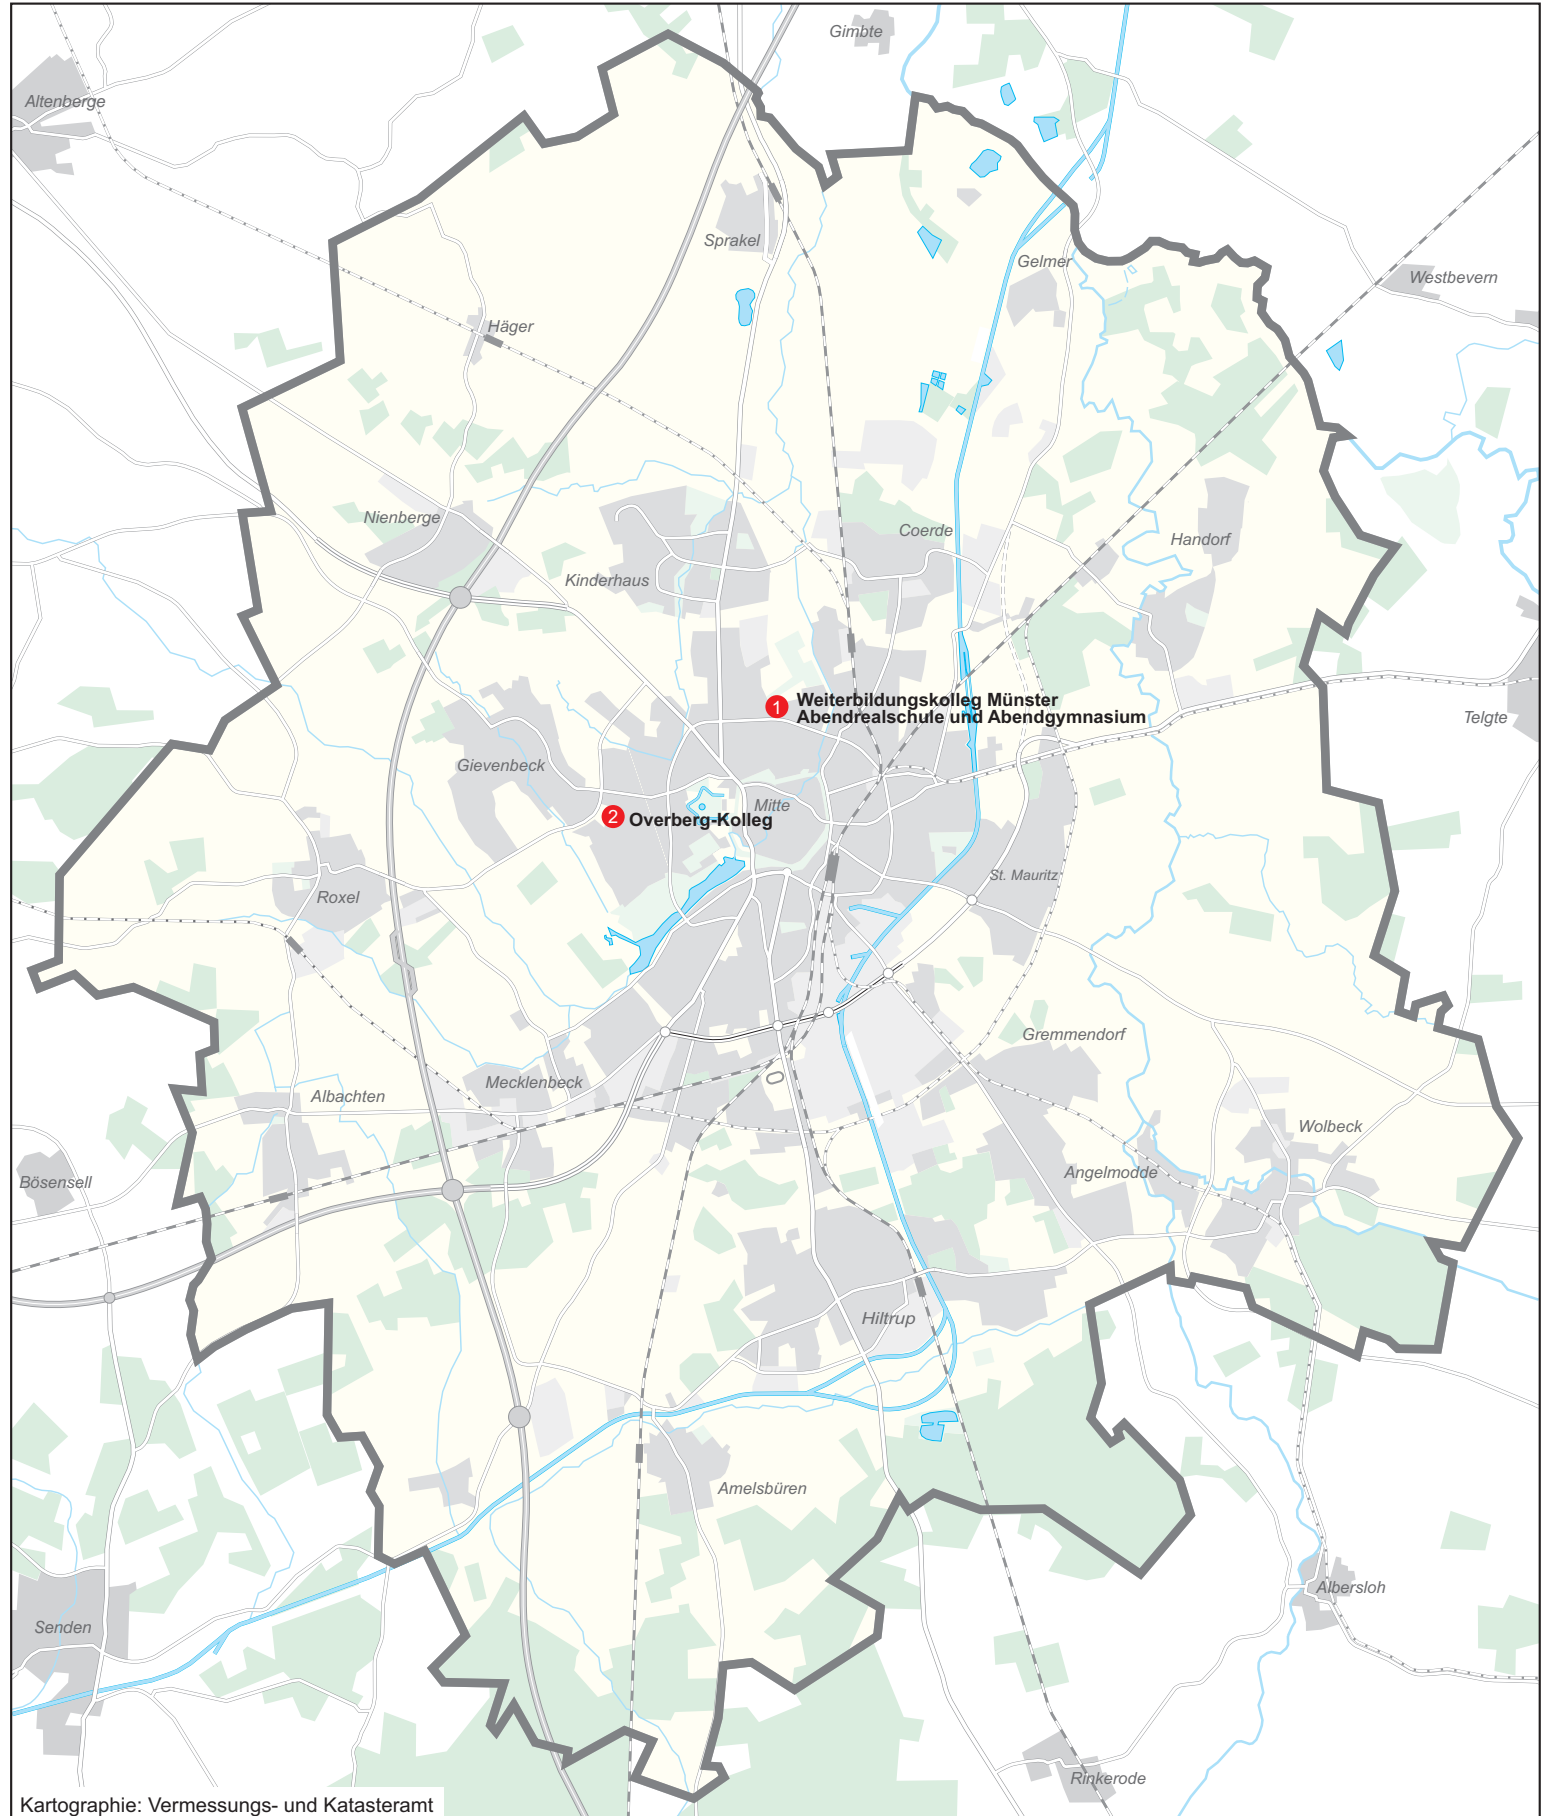 Gimbte
Altenberge
Sprakel
Gelmer
Westbevern
Häger
Nienberge
Coerde
Handorf
Kinderhaus
1 Weiterbildungskolleg Münster
Abendrealschule und Abendgymnasium
Telgte
Gievenbeck
Mitte
2 Overberg-Kolleg
St. Mauritz
Roxel
Gremmendorf
Mecklenbeck
Albachten
Wolbeck
Angelmodde
Bösensell
Hiltrup
Amelsbüren
Albersloh
Senden
Rinkerode
Kartographie: Vermessungs- und Katasteramt